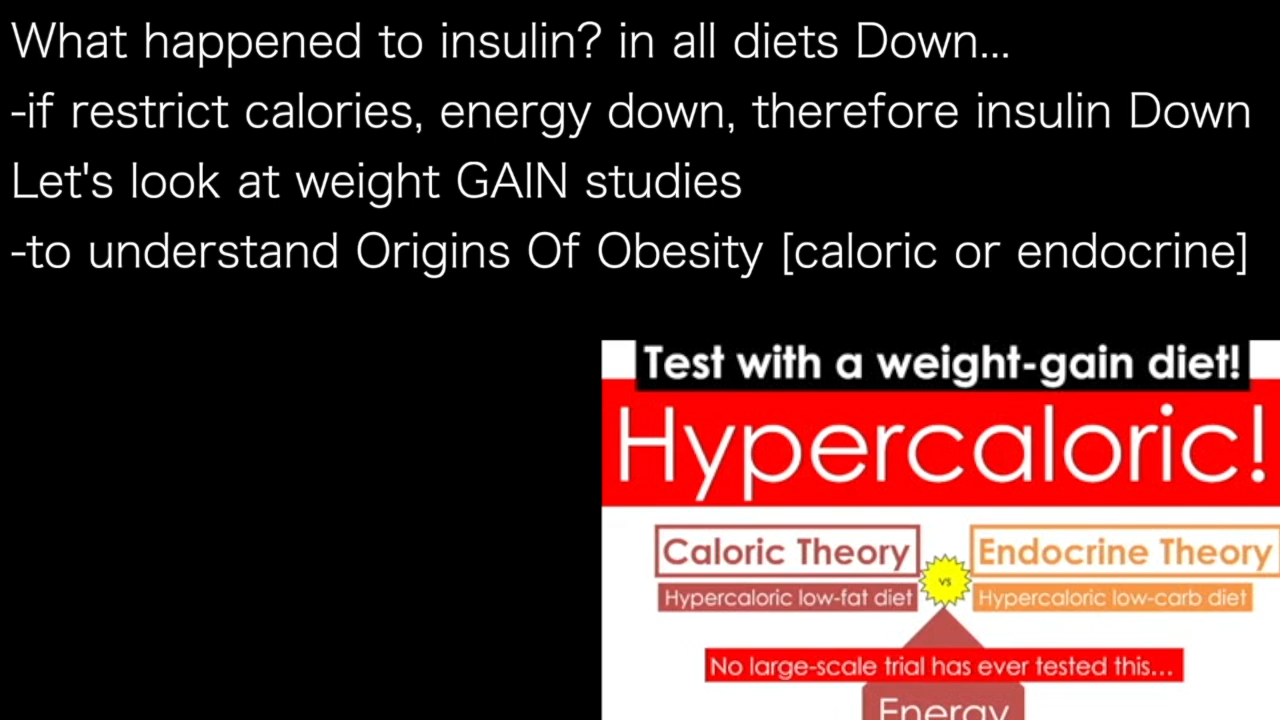 What happened to insulin? in all diets Down...
-if restrict calories, energy down, therefore insulin Down
Let's look at weight GAIN studies
-to understand Origins Of Obesity [caloric or endocrine]
Test with a weight-gain diet!
Hypercaloric!
Caloric Theory
vs
Endocrine Theory
Hypercaloric low-fat diet
Hypercaloric low-carb diet
No large-scale trial has ever tested this...
Energy